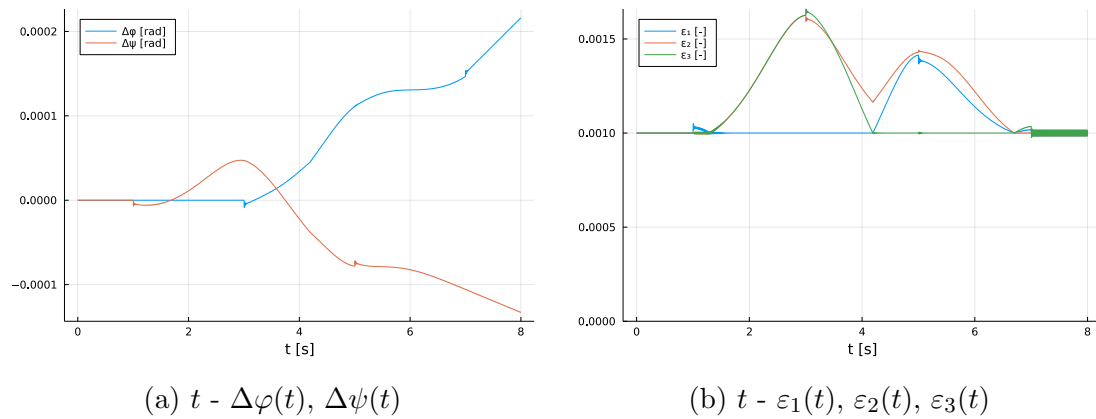 0.0002
0.0001
0.0000
−0.0001
Δφ [rad]
Δψ [rad]
0 2 4 6 8
t [s]
0.0015
0.0010
0.0005
0.0000
ε₁ [-]
ε₂ [-]
ε₃ [-]
0 2 4 6 8
t [s]
(a) t - Δφ(t), Δψ(t)
(b) t - ε₁(t), ε₂(t), ε₃(t)